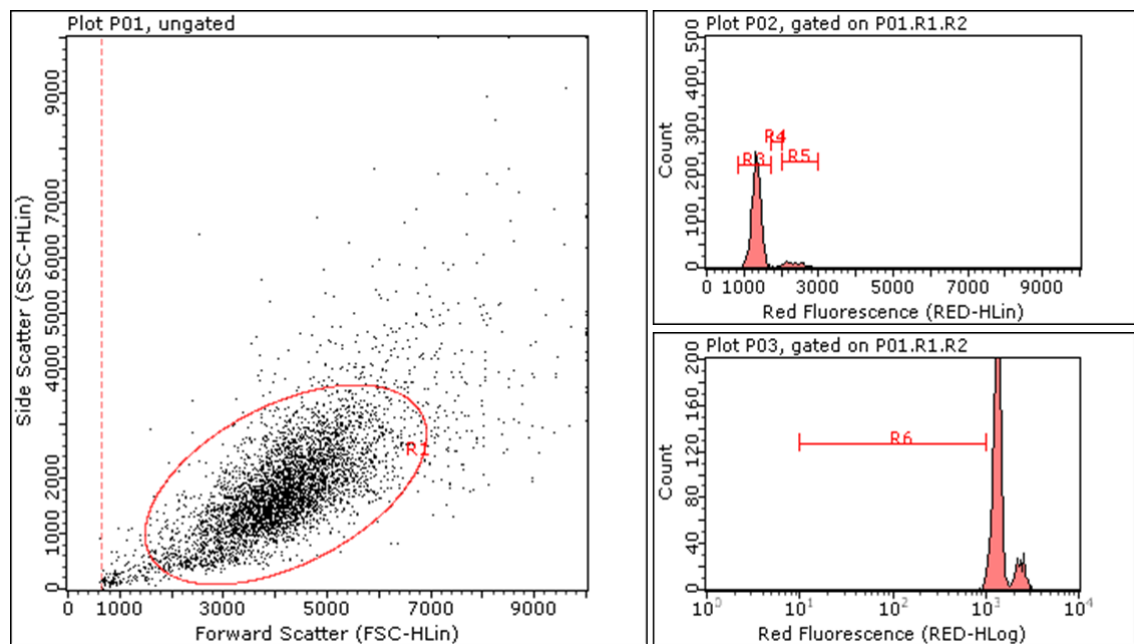 Plot P01, ungated
Side Scatter (SSC-HLin)
9000
7000
6000
5000
4000
2000
1000
0
R1
0 1000 3000 5000 7000 9000
Forward Scatter (FSC-HLin)
Plot P02, gated on P01.R1.R2
Count
500
400
300
200
100
0
R4
R3 R5
0 1000 3000 5000 7000 9000
Red Fluorescence (RED-HLin)
Plot P03, gated on P01.R1.R2
Count
200
160
120
80
40
0
R6
10⁰ 10¹ 10² 10³ 10⁴
Red Fluorescence (RED-HLog)